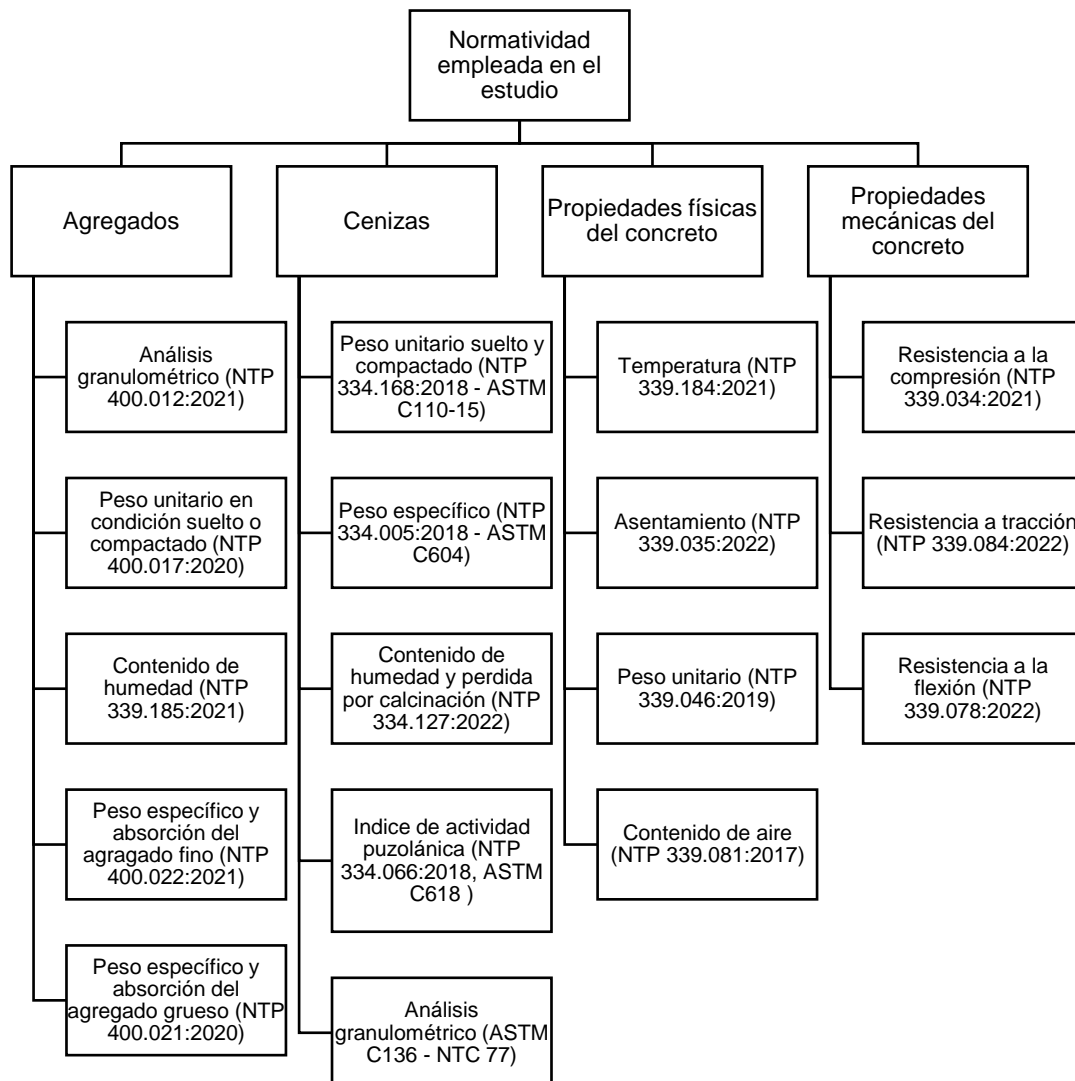 Normatividad
empleada en el
estudio
Agregados
Análisis
granulométrico (NTP
400.012:2021)
Peso unitario en
condición suelto o
compactado (NTP
400.017:2020)
Contenido de
humedad (NTP
339.185:2021)
Peso específico y
absorción del
agragado fino (NTP
400.022:2021)
Peso específico y
absorción del
agregado grueso (NTP
400.021:2020)
Cenizas
Peso unitario suelto y
compactado (NTP
334.168:2018 - ASTM
C110-15)
Peso específico (NTP
334.005:2018 - ASTM
C604)
Contenido de
humedad y perdida
por calcinación (NTP
334.127:2022)
Indice de actividad
puzolánica (NTP
334.066:2018, ASTM
C618 )
Análisis
granulométrico (ASTM
C136 - NTC 77)
Propiedades físicas
del concreto
Temperatura (NTP
339.184:2021)
Asentamiento (NTP
339.035:2022)
Peso unitario (NTP
339.046:2019)
Contenido de aire
(NTP 339.081:2017)
Propiedades
mecánicas del
concreto
Resistencia a la
compresión (NTP
339.034:2021)
Resistencia a tracción
(NTP 339.084:2022)
Resistencia a la
flexión (NTP
339.078:2022)